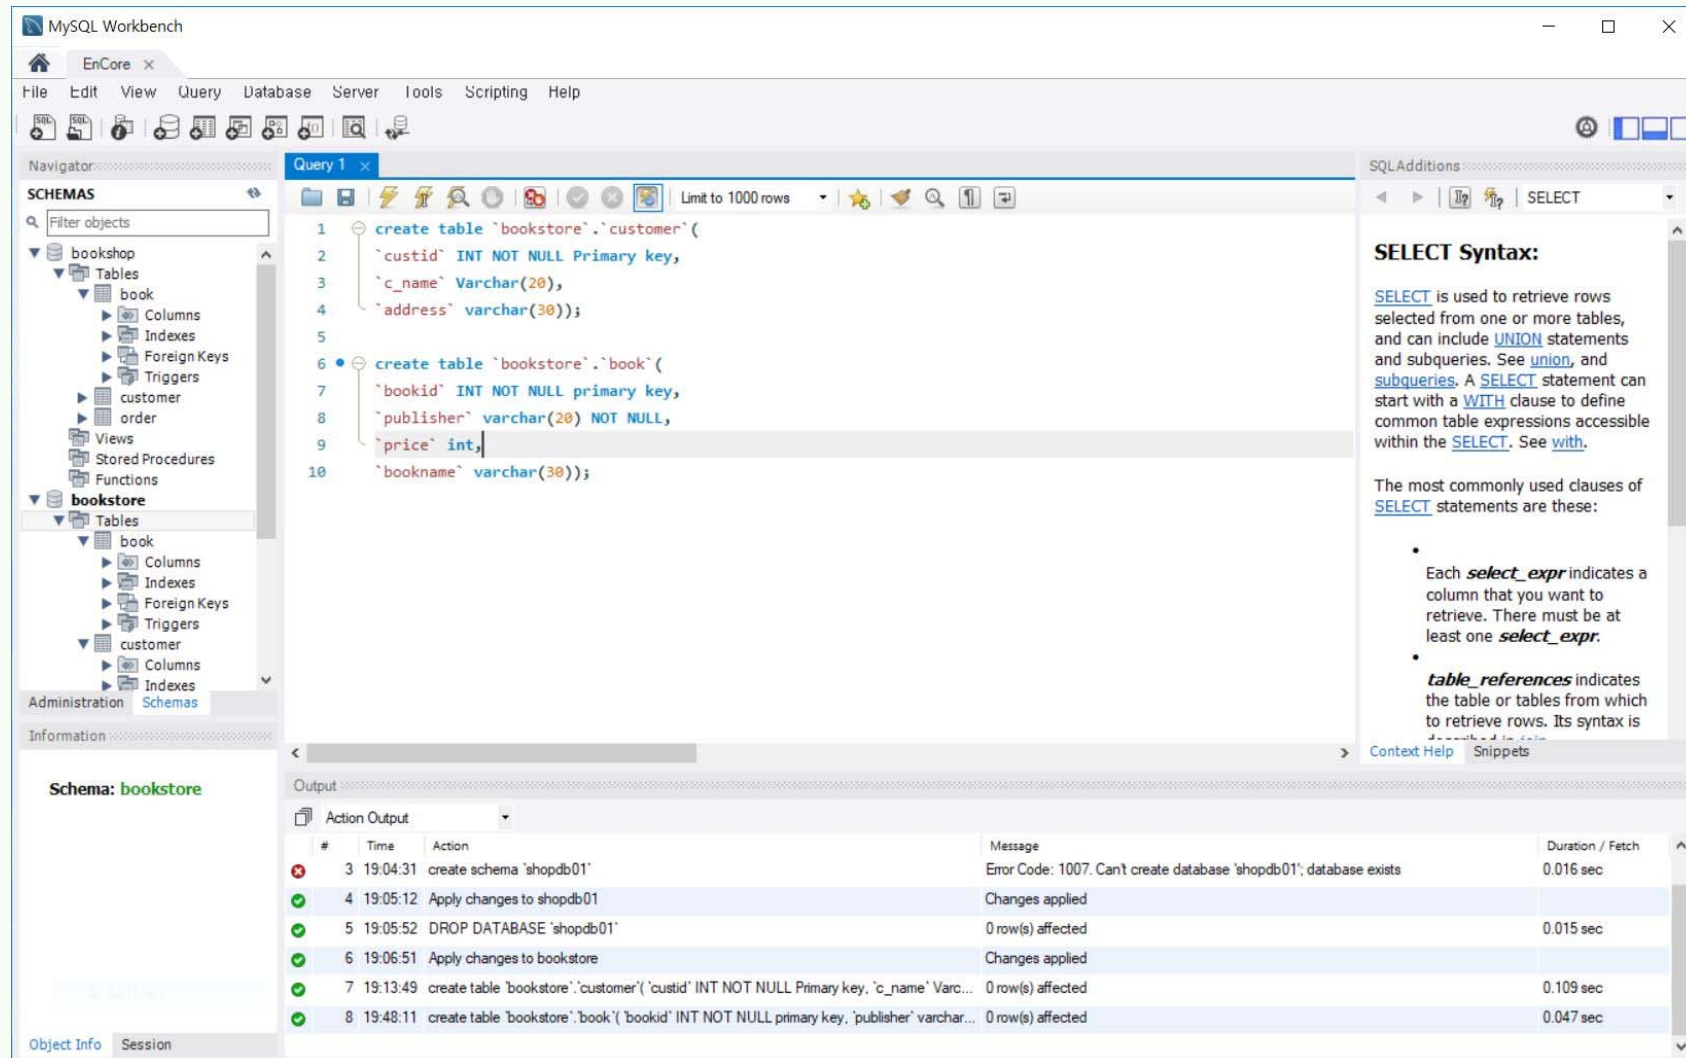 MySQL Workbench
EnCore
File Edit View Query Database Server Tools Scripting Help
Navigator
SCHEMAS
Filter objects
bookshop
Tables
book
Columns
Indexes
Foreign Keys
Triggers
customer
order
Views
Stored Procedures
Functions
bookstore
Tables
book
Columns
Indexes
Foreign Keys
Triggers
customer
Columns
Indexes
Administration Schemas
Information
Schema: bookstore
Object Info Session
Query 1
Limit to 1000 rows
1 create table `bookstore`.`customer`(
2 `custid` INT NOT NULL Primary key,
3 `c_name` Varchar(20),
4 `address` varchar(30));
5
6 create table `bookstore`.`book`(
7 `bookid` INT NOT NULL primary key,
8 `publisher` varchar(20) NOT NULL,
9 `price` int,
10 `bookname` varchar(30));
SQLAdditions
SELECT
SELECT Syntax:
SELECT is used to retrieve rows
selected from one or more tables,
and can include UNION statements
and subqueries. See union, and
subqueries. A SELECT statement can
start with a WITH clause to define
common table expressions accessible
within the SELECT. See with.
The most commonly used clauses of
SELECT statements are these:
Each select_expr indicates a
column that you want to
retrieve. There must be at
least one select_expr.
table_references indicates
the table or tables from which
to retrieve rows. Its syntax is
Context Help Snippets
Output
Action Output
# Time Action Message Duration / Fetch
3 19:04:31 create schema `shopdb01` Error Code: 1007. Can't create database 'shopdb01'; database exists 0.016 sec
4 19:05:12 Apply changes to shopdb01 Changes applied
5 19:05:52 DROP DATABASE `shopdb01` 0 row(s) affected 0.015 sec
6 19:06:51 Apply changes to bookstore Changes applied
7 19:13:49 create table `bookstore`.`customer`( `custid` INT NOT NULL Primary key, `c_name` Varc... 0 row(s) affected 0.109 sec
8 19:48:11 create table `bookstore`.`book`( `bookid` INT NOT NULL primary key, `publisher` varchar... 0 row(s) affected 0.047 sec